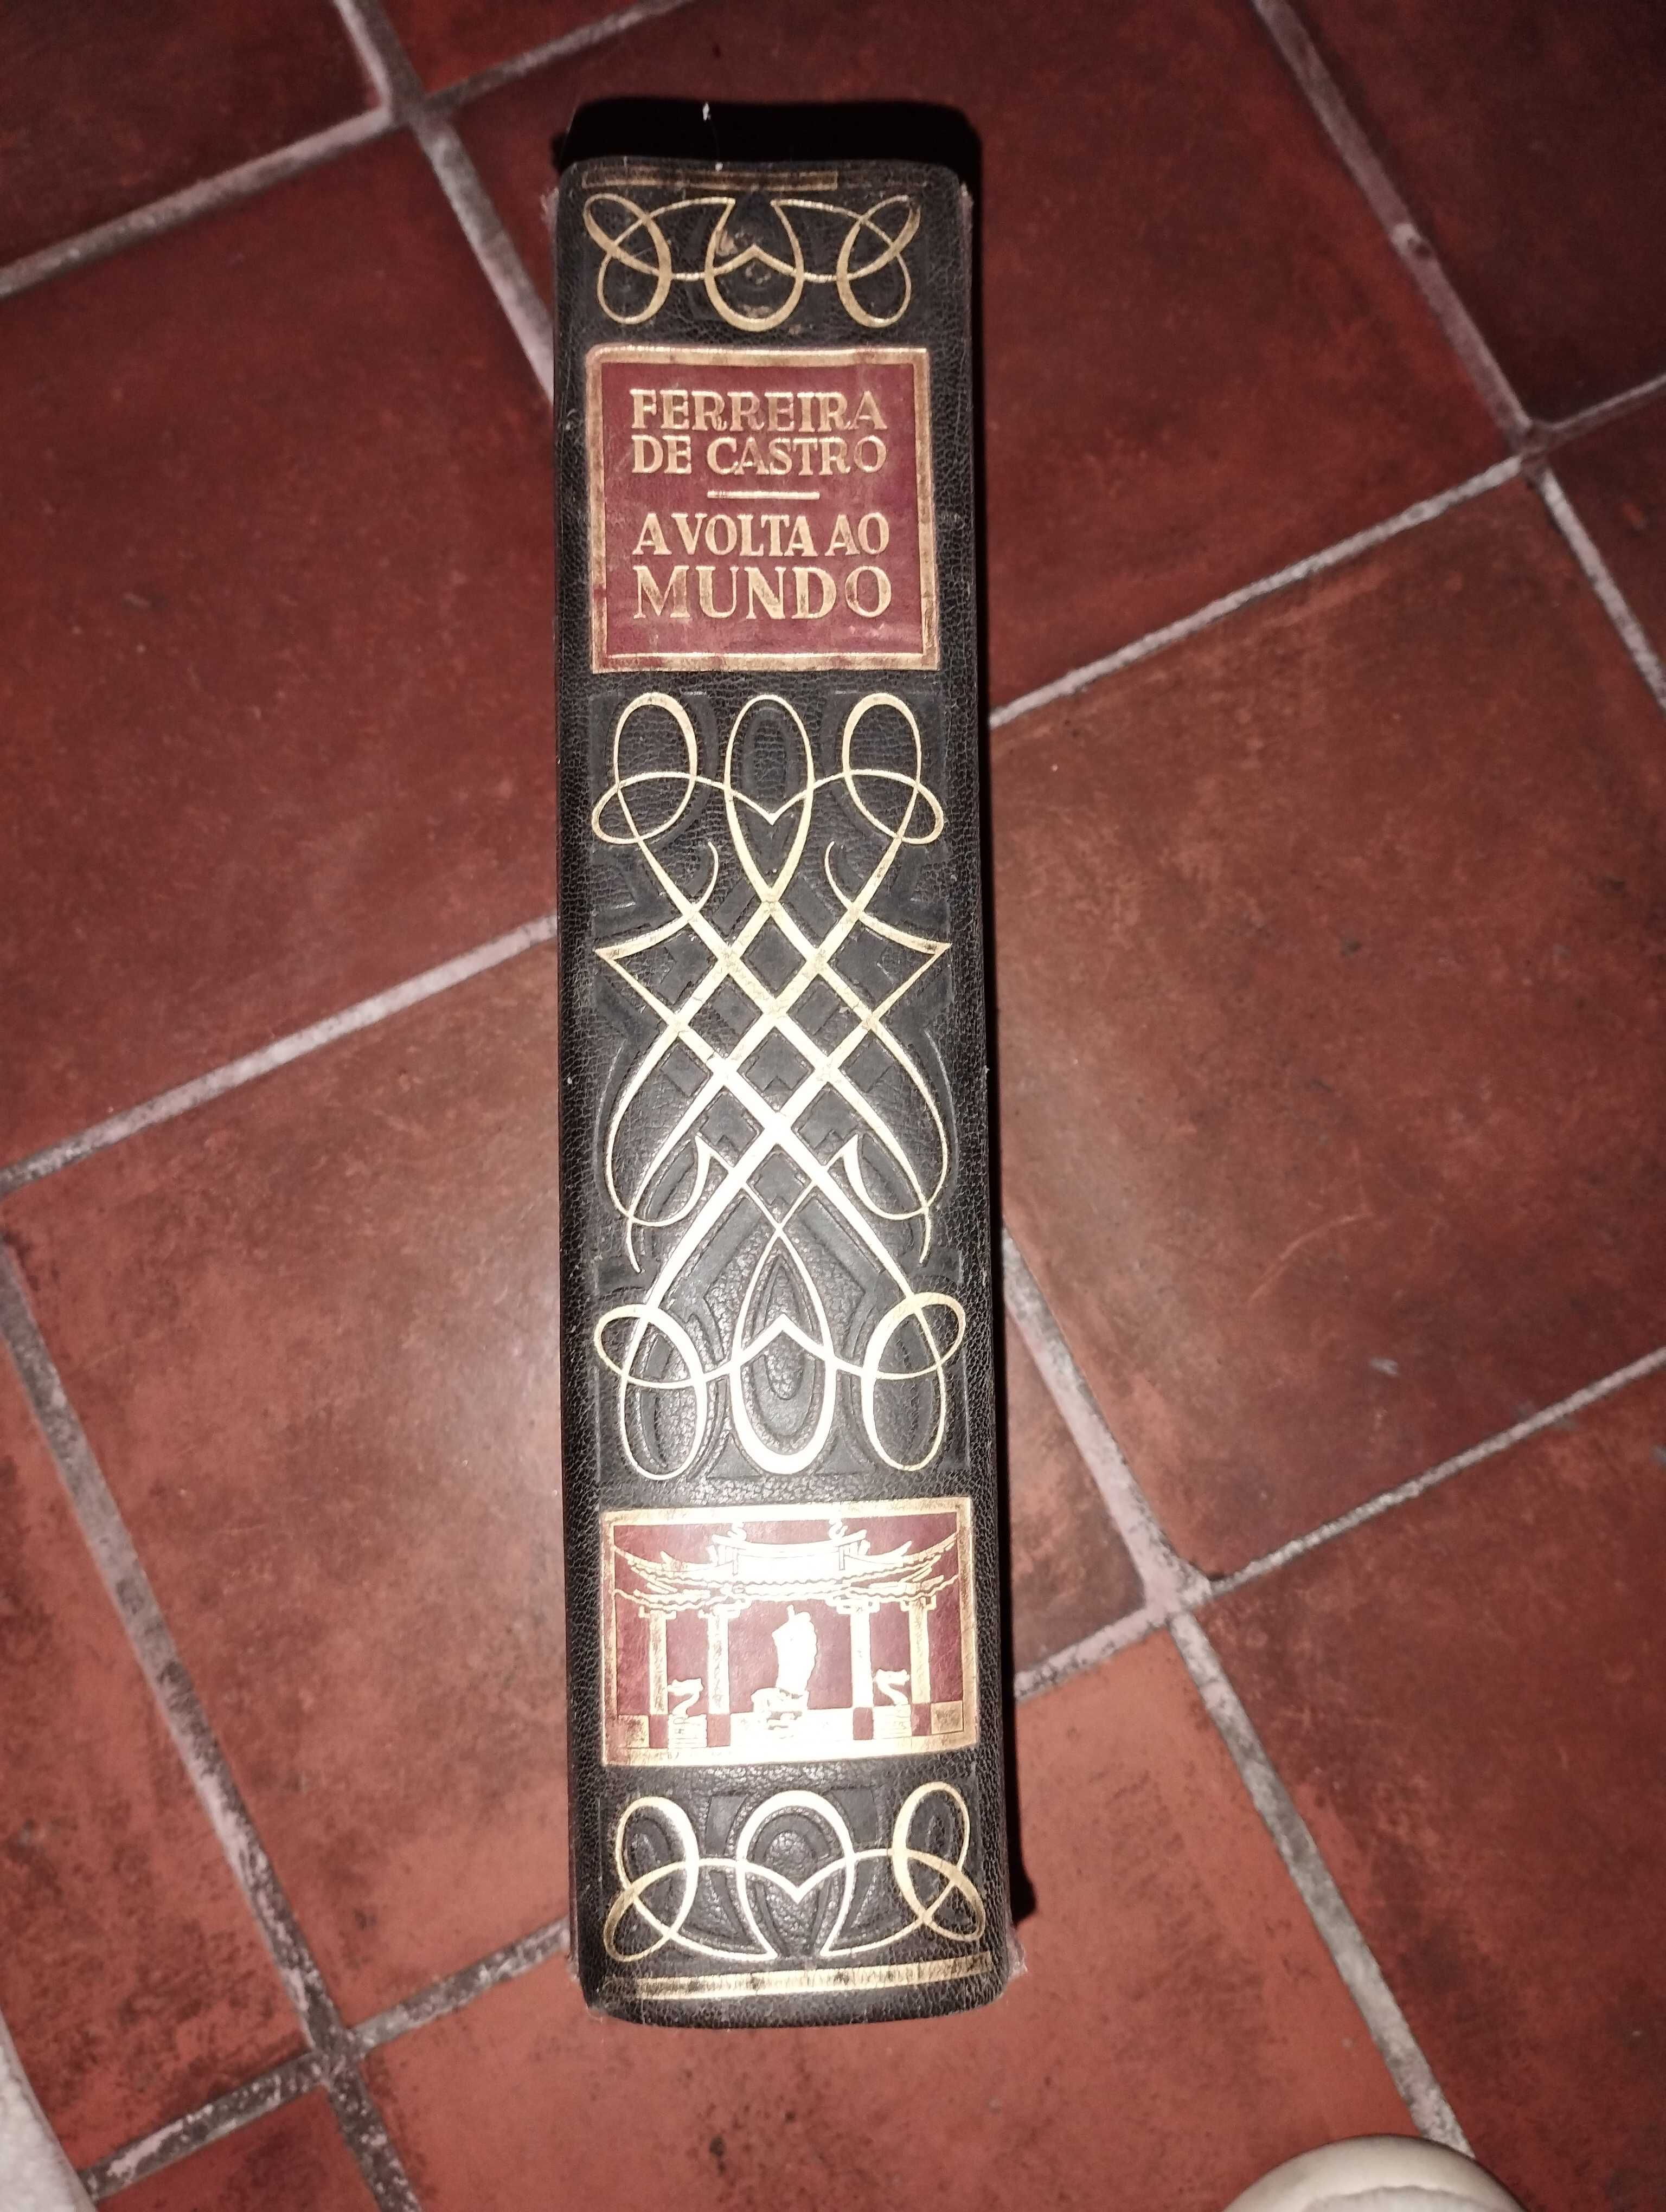 FERREIRA
DE CASTRO
A VOLTA AO
MUNDO